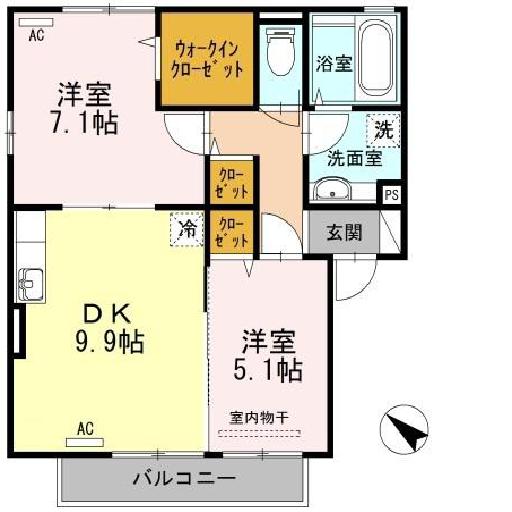 AC
ウォークイン
クローゼット
浴室
洋室
7.1帖
洗
洗面室
クロー
ゼット
PS
クロー
ゼット
冷
玄関
DK
9.9帖
洋室
5.1帖
室内物干
AC
バルコニー